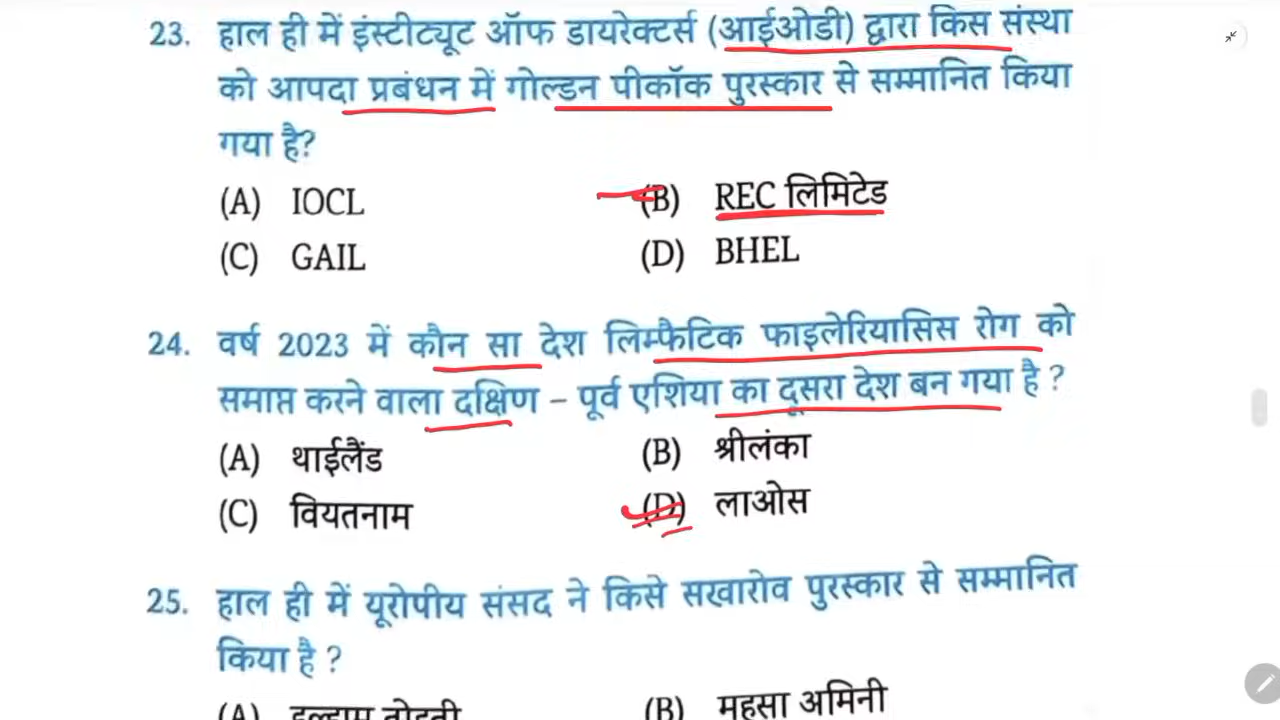 23. हाल ही में इंस्टीट्यूट ऑफ डायरेक्टर्स (आईओडी) द्वारा किस संस्था
को आपदा प्रबंधन में गोल्डन पीकॉक पुरस्कार से सम्मानित किया
गया है?
(A) IOCL (B) REC लिमिटेड
(C) GAIL (D) BHEL
24. वर्ष 2023 में कौन सा देश लिम्फैटिक फाइलेरियासिस रोग को
समाप्त करने वाला दक्षिण – पूर्व एशिया का दूसरा देश बन गया है ?
(A) थाईलैंड (B) श्रीलंका
(C) वियतनाम (D) लाओस
25. हाल ही में यूरोपीय संसद ने किसे सखारोव पुरस्कार से सम्मानित
किया है ?
(A) (B) महसा अमिनी